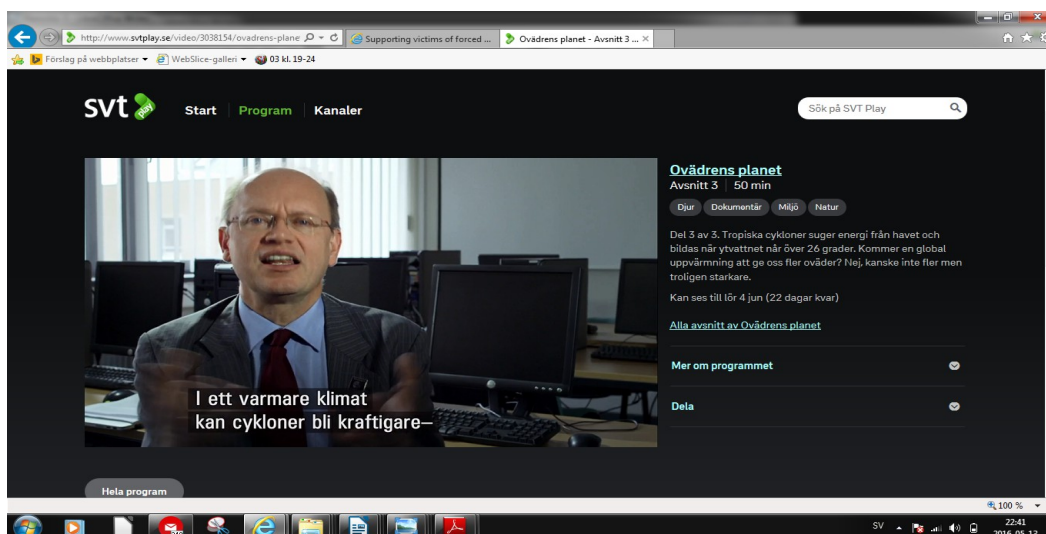 http://www.svtplay.se/video/3038154/ovadrens-plane
Supporting victims of forced ...
Ovädrens planet - Avsnitt 3 ...
Förslag på webbplatser
WebSlice-galleri
03 kl. 19-24
svt play
Start
Program
Kanaler
Sök på SVT Play
Ovädrens planet
Avsnitt 3 | 50 min
Djur
Dokumentär
Miljö
Natur
Del 3 av 3. Tropiska cykloner suger energi från havet och
bildas när ytvattnet når över 26 grader. Kommer en global
uppvärmning att ge oss fler oväder? Nej, kanske inte fler men
troligen starkare.
Kan ses till lör 4 jun (22 dagar kvar)
Alla avsnitt av Ovädrens planet
Mer om programmet
Dela
I ett varmare klimat
kan cykloner bli kraftigare–
Hela program
100 %
SV
22:41
2016-05-13